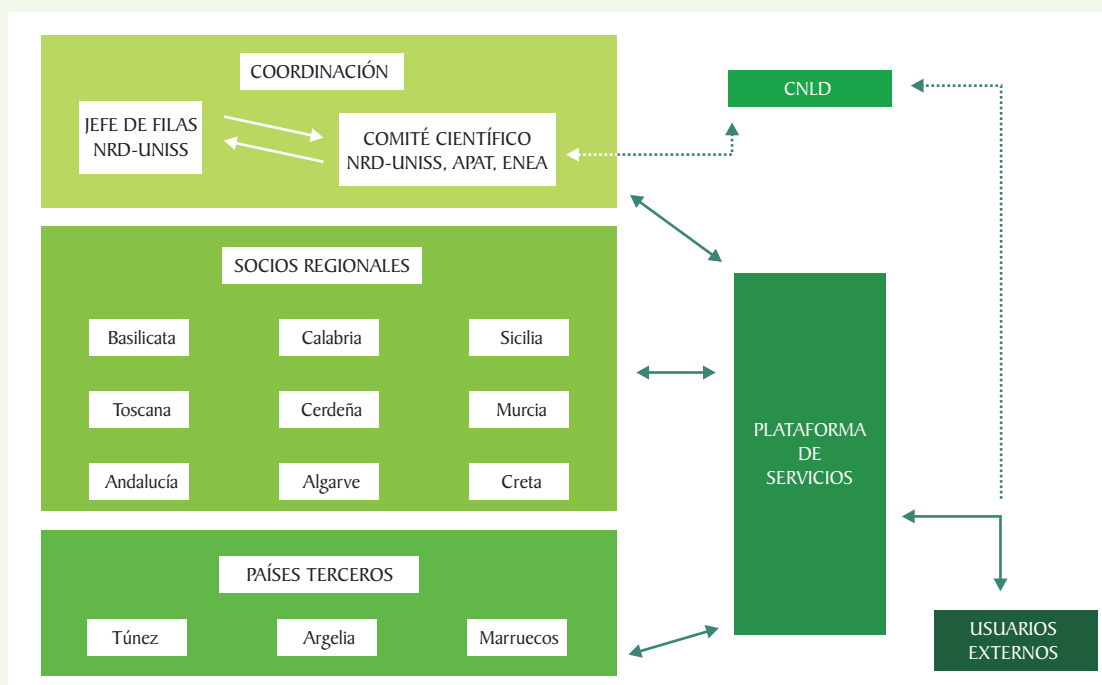 COORDINACIÓN
JEFE DE FILAS
NRD-UNISS
COMITÉ CIENTÍFICO
NRD-UNISS, APAT, ENEA
CNLD
SOCIOS REGIONALES
Basilicata
Calabria
Sicilia
Toscana
Cerdeña
Murcia
Andalucía
Algarve
Creta
PLATAFORMA
DE
SERVICIOS
PAÍSES TERCEROS
Túnez
Argelia
Marruecos
USUARIOS
EXTERNOS